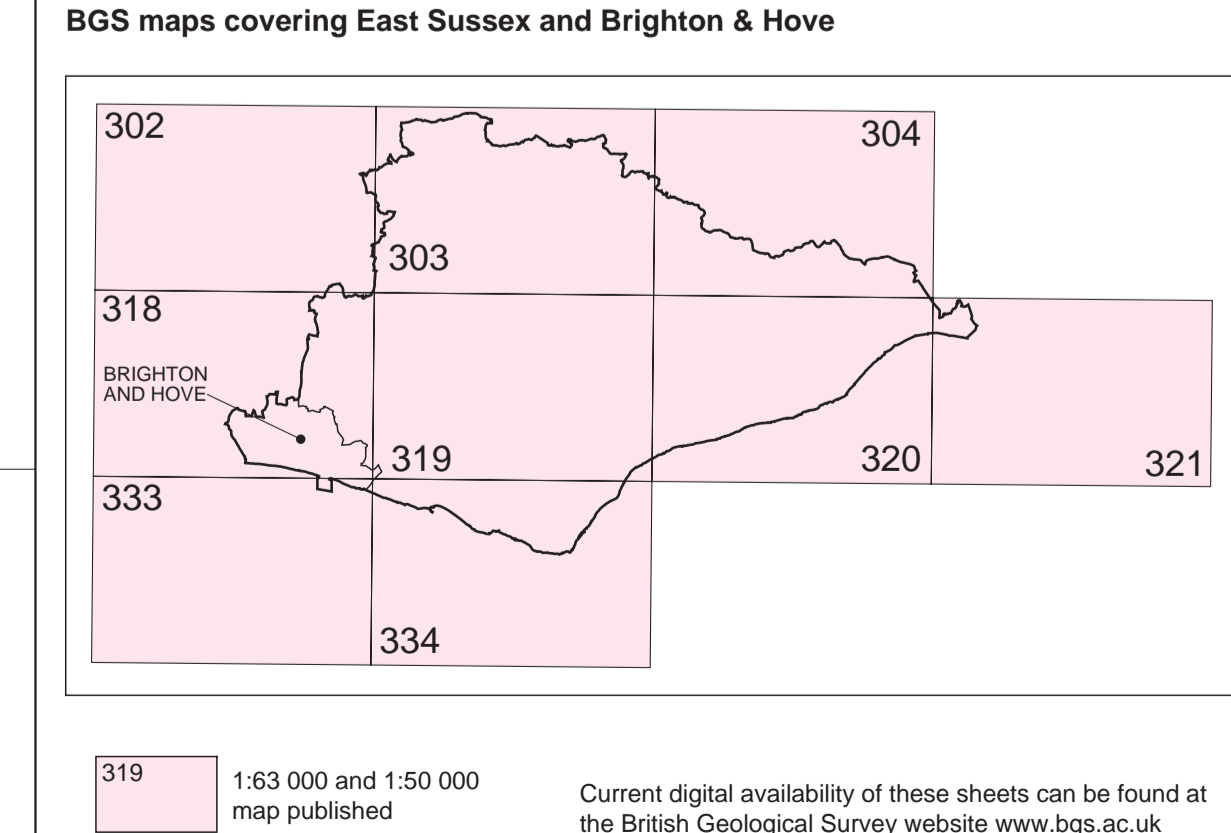 BGS maps covering East Sussex and Brighton & Hove
302
304
303
318
BRIGHTON
AND HOVE
319
320
321
333
334
319
1:63 000 and 1:50 000
map published
Current digital availability of these sheets can be found at
the British Geological Survey website www.bgs.ac.uk